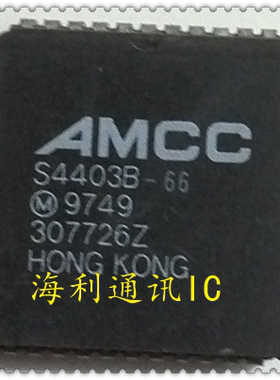 AMCC
S4403B-66
Ⓜ 9749
307726Z
HONG KONG
海利通讯IC